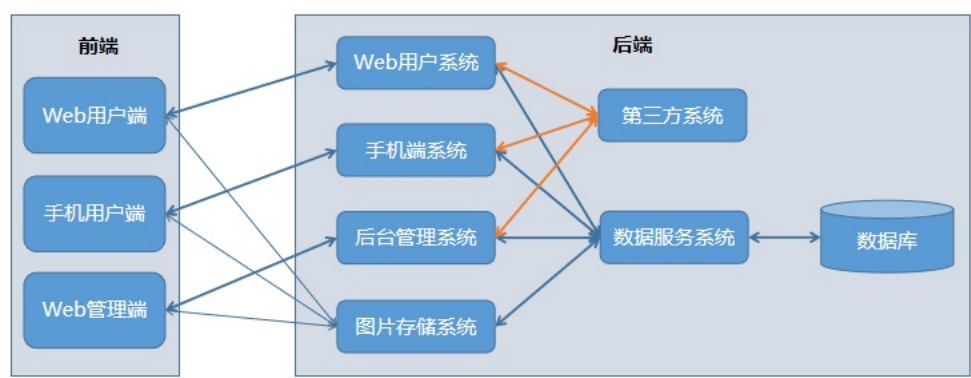 前端
Web用户端
手机用户端
Web管理端
后端
Web用户系统
手机端系统
后台管理系统
图片存储系统
第三方系统
数据服务系统
数据库